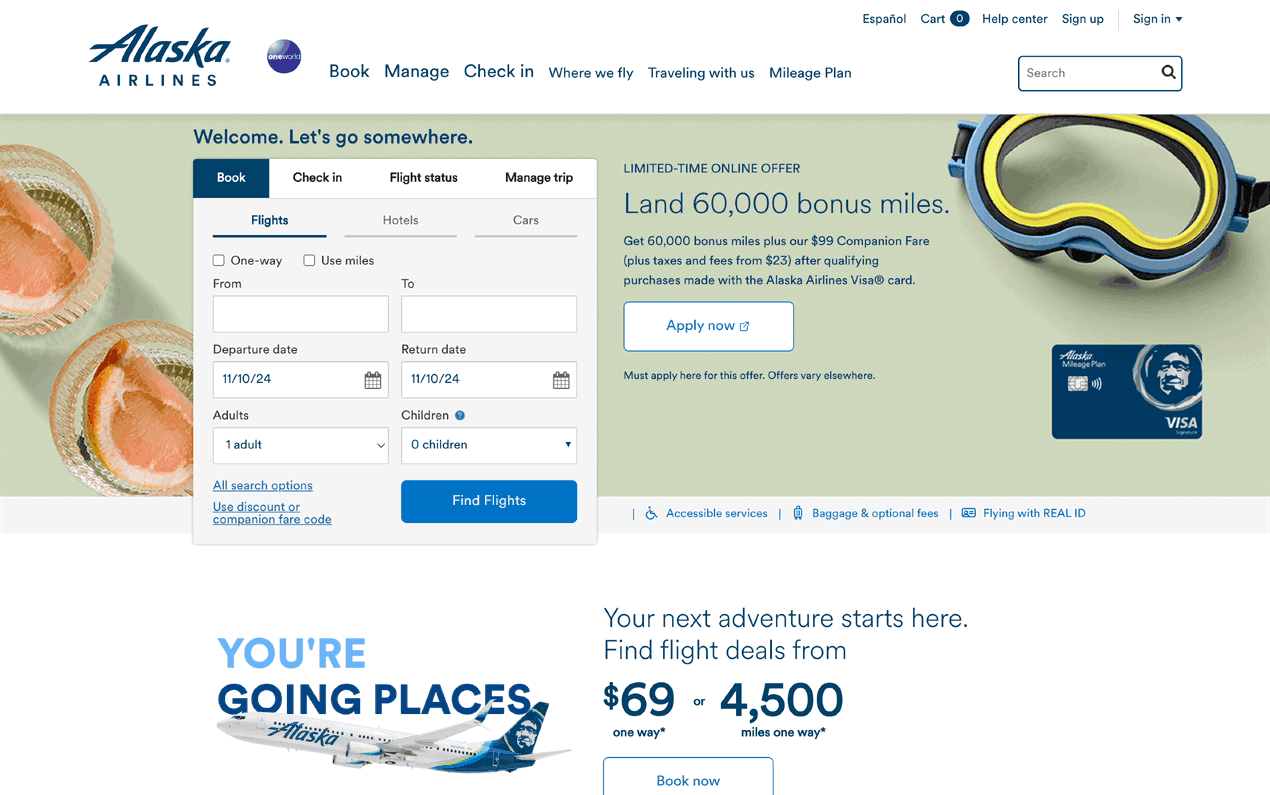 Español Cart 0 Help center Sign up Sign in
Alaska
AIRLINES
oneworld
Book Manage Check in Where we fly Traveling with us Mileage Plan
Search
Welcome. Let's go somewhere.
Book Check in Flight status Manage trip
Flights Hotels Cars
One-way Use miles
From To
Departure date Return date
11/10/24 11/10/24
Adults Children ?
1 adult 0 children
All search options
Use discount or
companion fare code
Find Flights
LIMITED-TIME ONLINE OFFER
Land 60,000 bonus miles.
Get 60,000 bonus miles plus our $99 Companion Fare
(plus taxes and fees from $23) after qualifying
purchases made with the Alaska Airlines Visa® card.
Apply now
Must apply here for this offer. Offers vary elsewhere.
Alaska
Mileage Plan
VISA
Signature
| Accessible services | Baggage & optional fees | Flying with REAL ID
YOU'RE
GOING PLACES
Alaska
Your next adventure starts here.
Find flight deals from
$69 or 4,500
one way* miles one way*
Book now